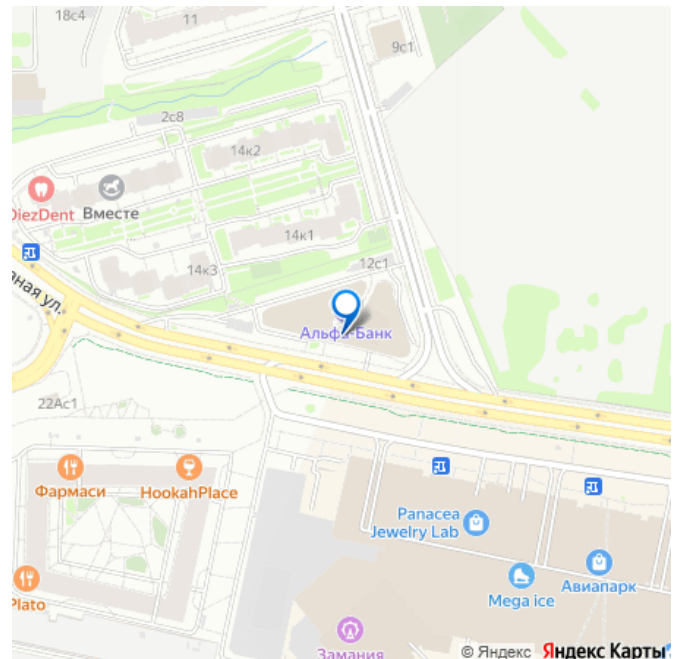 18с4
11
9с1
2с8
14к2
DiezDent
Вместе
14к1
12с1
14к3
ная ул.
Альфа-Банк
22Ас1
Фармаси
HookahPlace
Panacea
Jewelry Lab
Plato
Mega ice
Авиапарк
Замания
© Яндекс Яндекс Карты